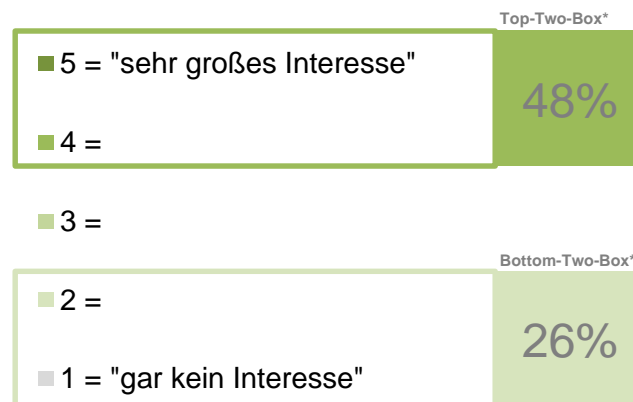 Top-Two-Box*
5 = "sehr großes Interesse"
48%
4 =
3 =
Bottom-Two-Box*
2 =
26%
1 = "gar kein Interesse"